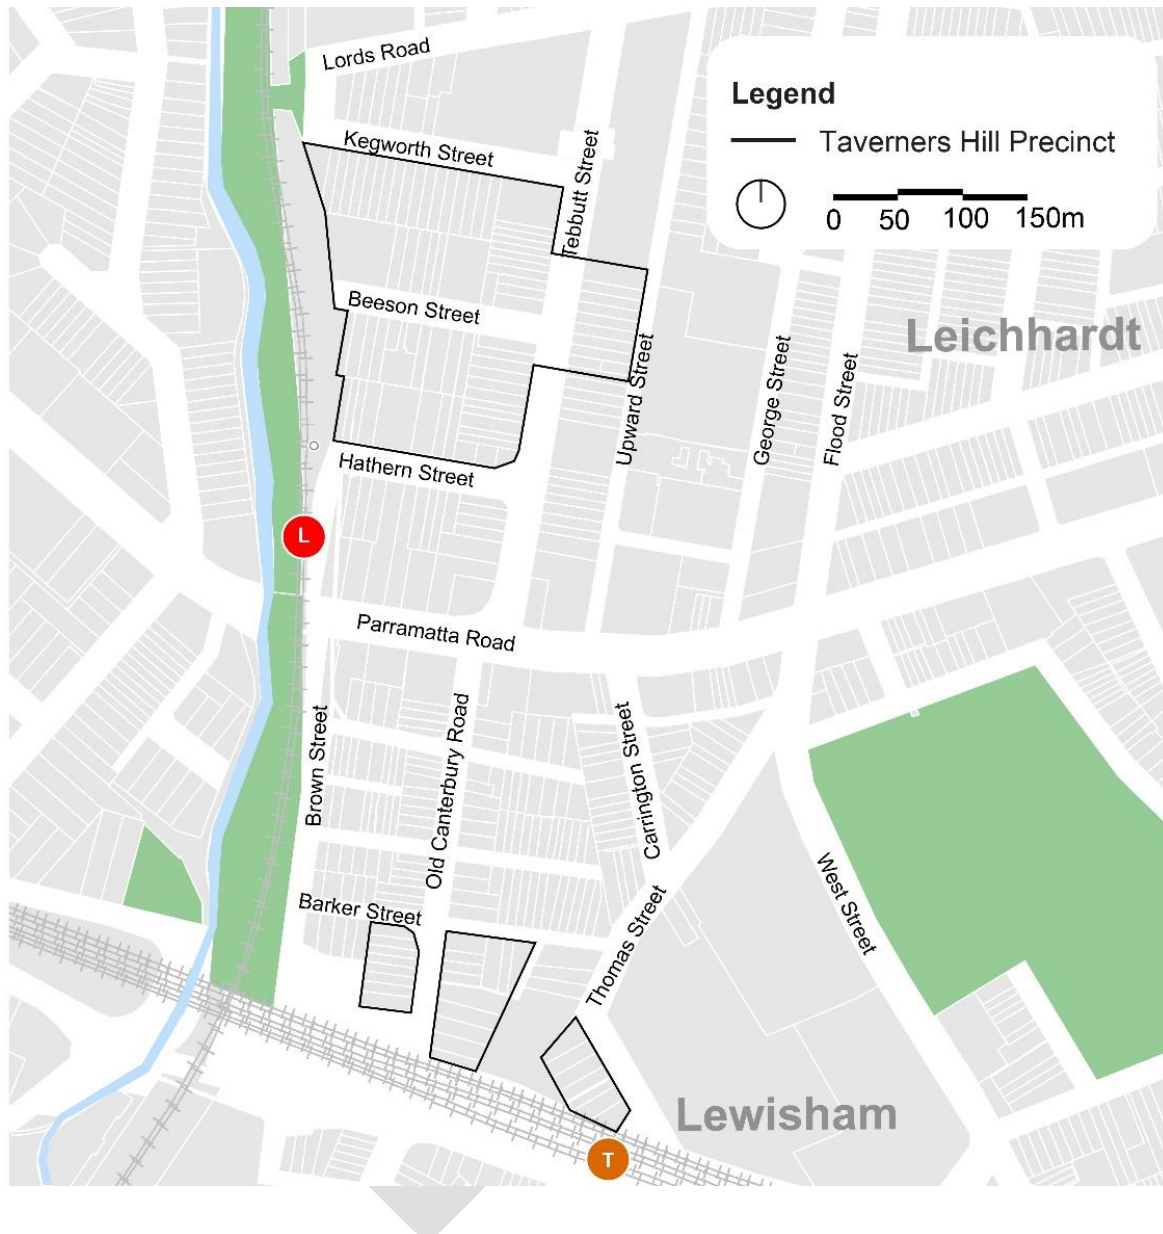 Lords Road
Legend
Taverners Hill Precinct
0 50 100 150m
Kegworth Street
Tebbutt Street
Beeson Street
Leichhardt
Upward Street
George Street
Flood Street
Hathern Street
L
Parramatta Road
Brown Street
Old Canterbury Road
Carrington Street
West Street
Barker Street
Thomas Street
Lewisham
T